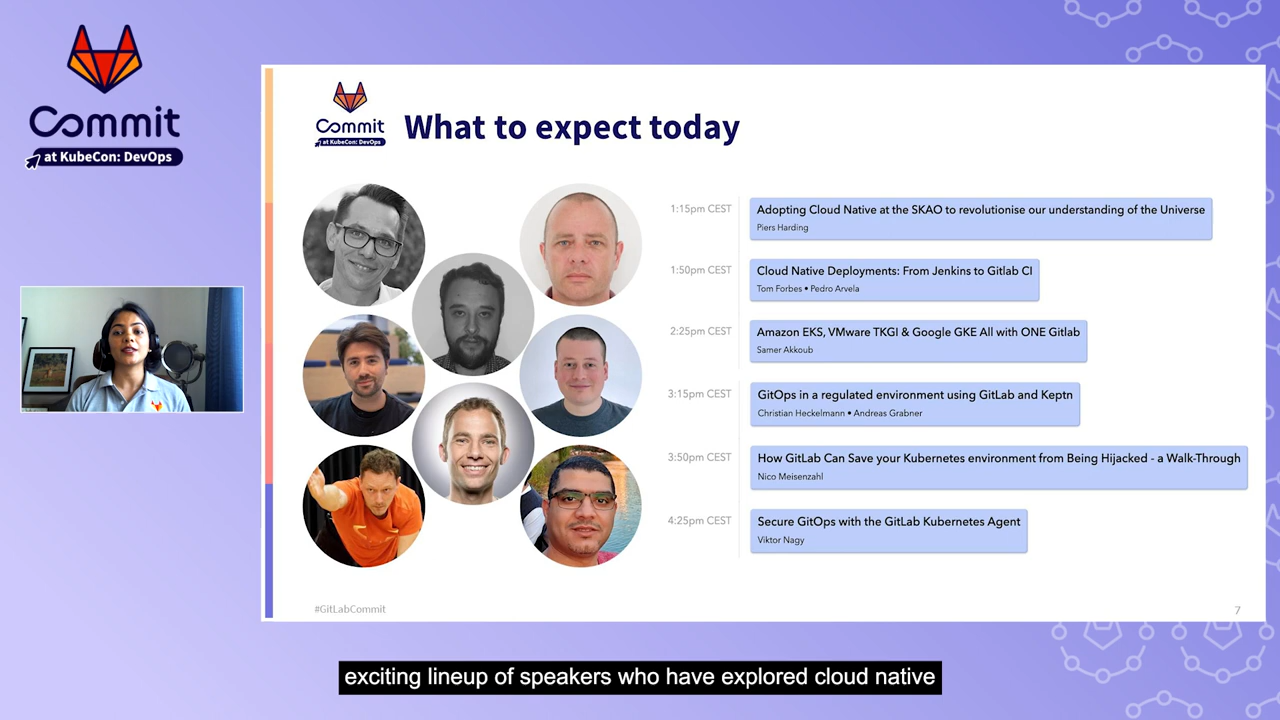 Commit
at KubeCon: DevOps
Commit
at KubeCon: DevOps
What to expect today
1:15pm CEST
Adopting Cloud Native at the SKAO to revolutionise our understanding of the Universe
Piers Harding
1:50pm CEST
Cloud Native Deployments: From Jenkins to Gitlab CI
Tom Forbes • Pedro Arvela
2:25pm CEST
Amazon EKS, VMware TKGI & Google GKE All with ONE Gitlab
Samer Akkoub
3:15pm CEST
GitOps in a regulated environment using GitLab and Keptn
Christian Heckelmann • Andreas Grabner
3:50pm CEST
How GitLab Can Save your Kubernetes environment from Being Hijacked - a Walk-Through
Nico Meisenzahl
4:25pm CEST
Secure GitOps with the GitLab Kubernetes Agent
Viktor Nagy
#GitLabCommit
7
exciting lineup of speakers who have explored cloud native